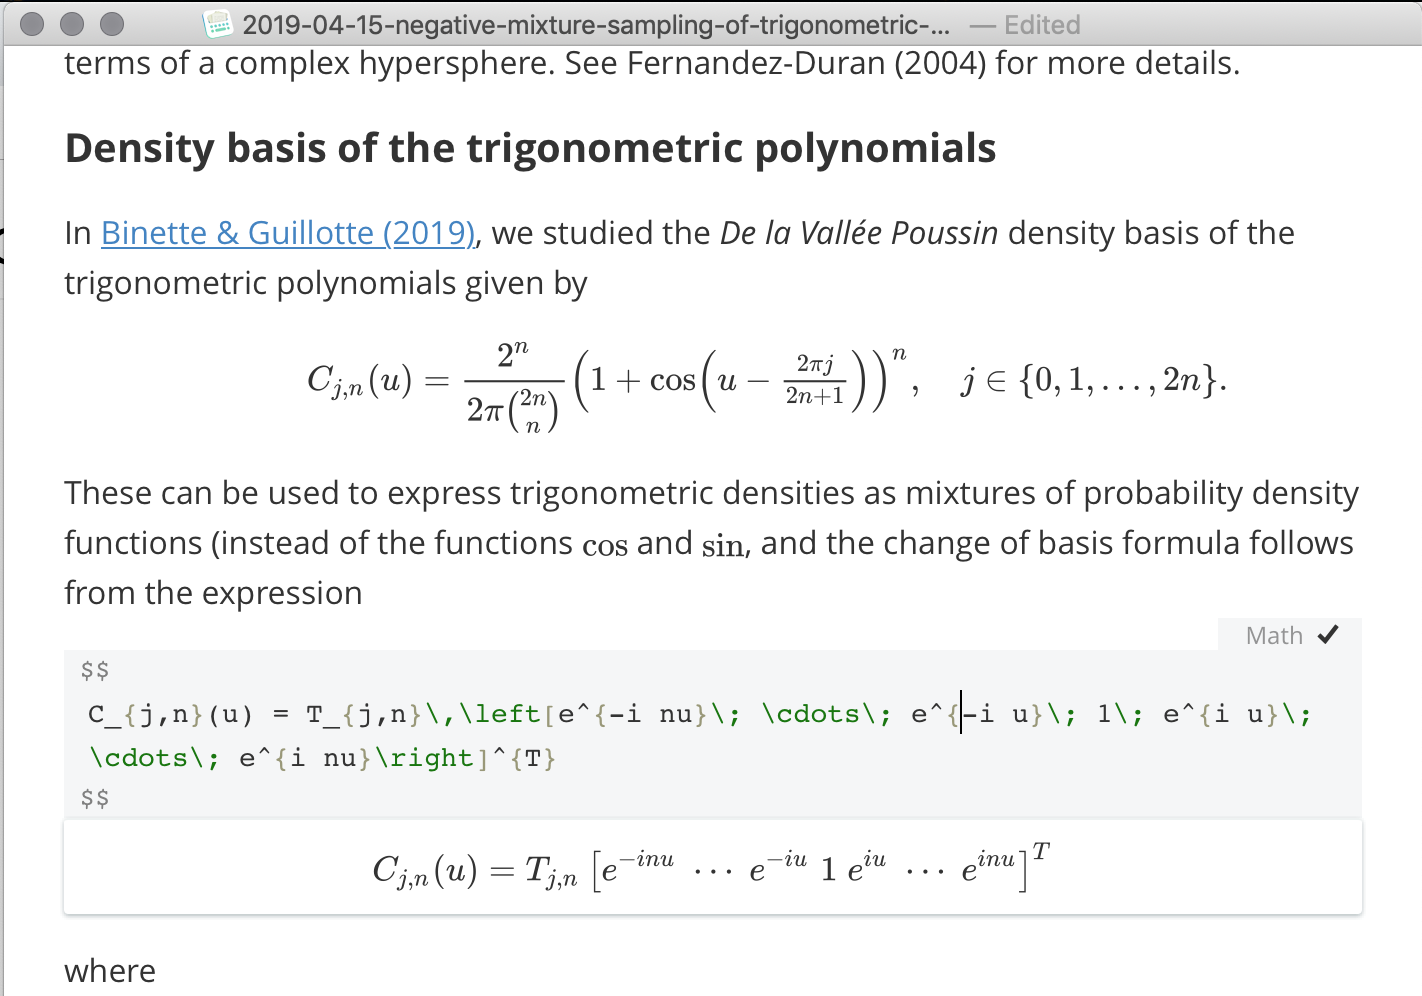 2019-04-15-negative-mixture-sampling-of-trigonometric-... — Edited
terms of a complex hypersphere. See Fernandez-Duran (2004) for more details.
Density basis of the trigonometric polynomials
In Binette & Guillotte (2019), we studied the De la Vallée Poussin density basis of the
trigonometric polynomials given by
C_{j,n}(u) = \frac{2^n}{2\pi\binom{2n}{n}} \left(1 + \cos\left(u - \frac{2\pi j}{2n+1}\right)\right)^n, \quad j \in \{0, 1, \ldots, 2n\}.
These can be used to express trigonometric densities as mixtures of probability density
functions (instead of the functions cos and sin, and the change of basis formula follows
from the expression
Math ✔
$$
C_{j,n}(u) = T_{j,n}\,\left[e^{-i nu}\; \cdots\; e^{-i u}\; 1\; e^{i u}\;
\cdots\; e^{i nu}\right]^{T}
$$
C_{j,n}(u) = T_{j,n} \left[e^{-inu} \cdots e^{-iu} 1 e^{iu} \cdots e^{inu}\right]^T
where